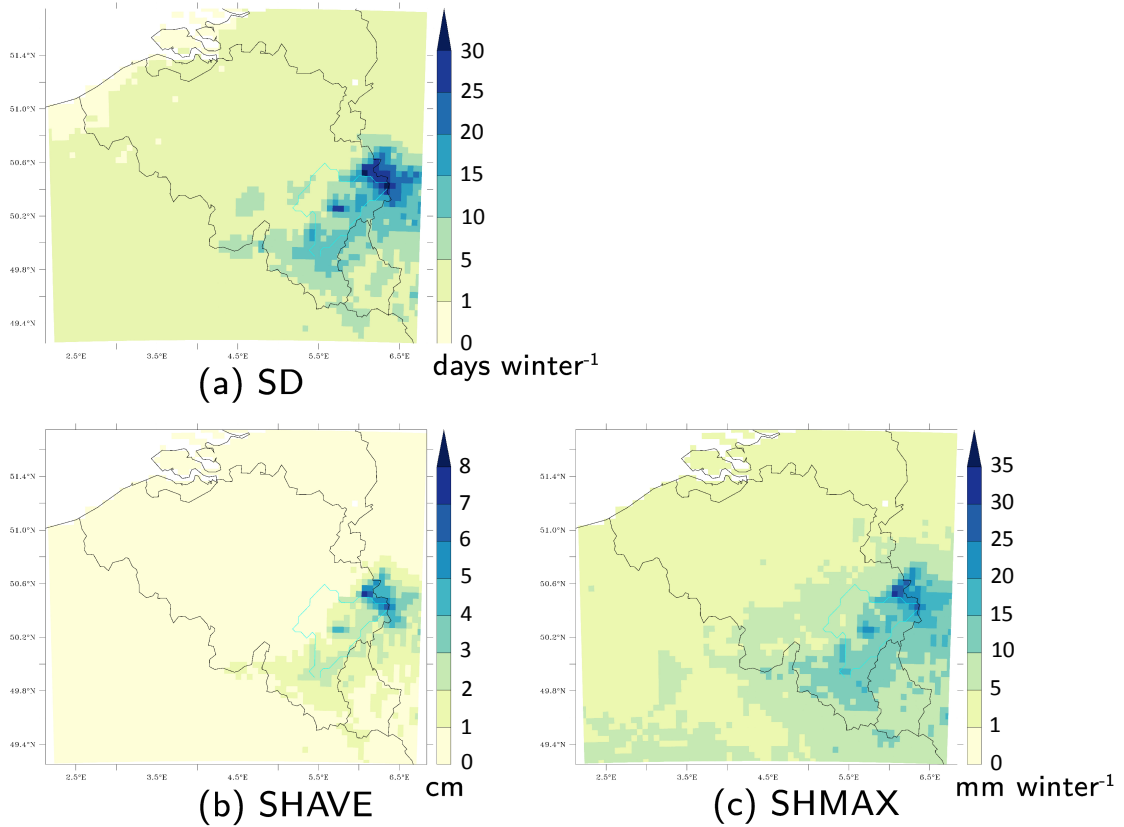 51.4°N
51.0°N
50.6°N
50.2°N
49.8°N
49.4°N
2.5°E 3.5°E 4.5°E 5.5°E 6.5°E
30
25
20
15
10
5
1
0
days winter-1
(a) SD
51.4°N
51.0°N
50.6°N
50.2°N
49.8°N
49.4°N
2.5°E 3.5°E 4.5°E 5.5°E 6.5°E
8
7
6
5
4
3
2
1
0
cm
(b) SHAVE
51.4°N
51.0°N
50.6°N
50.2°N
49.8°N
49.4°N
2.5°E 3.5°E 4.5°E 5.5°E 6.5°E
35
30
25
20
15
10
5
1
0
mm winter-1
(c) SHMAX